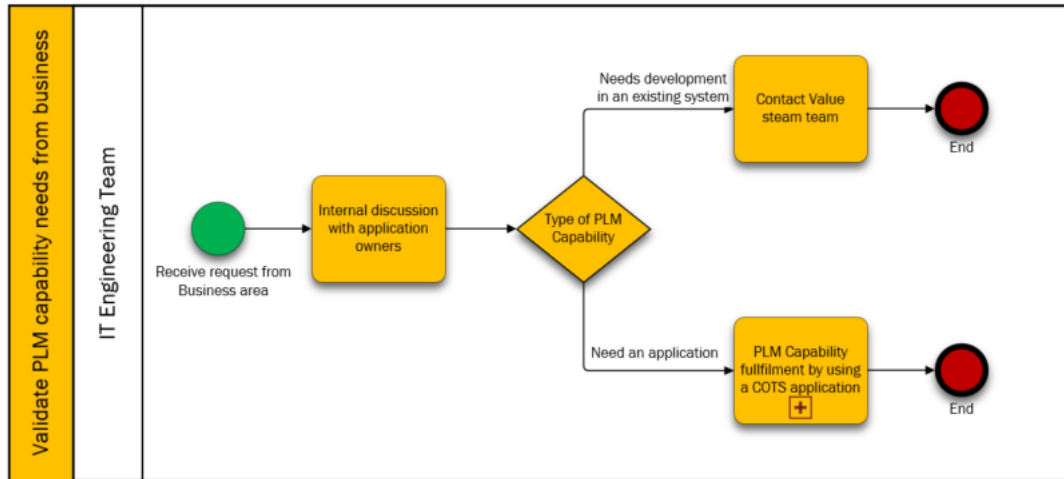 Validate PLM capability needs from business
IT Engineering Team
Receive request from
Business area
Internal discussion
with application
owners
Type of PLM
Capability
Needs development
in an existing system
Contact Value
steam team
End
Need an application
PLM Capability
fullfilment by using
a COTS application
End